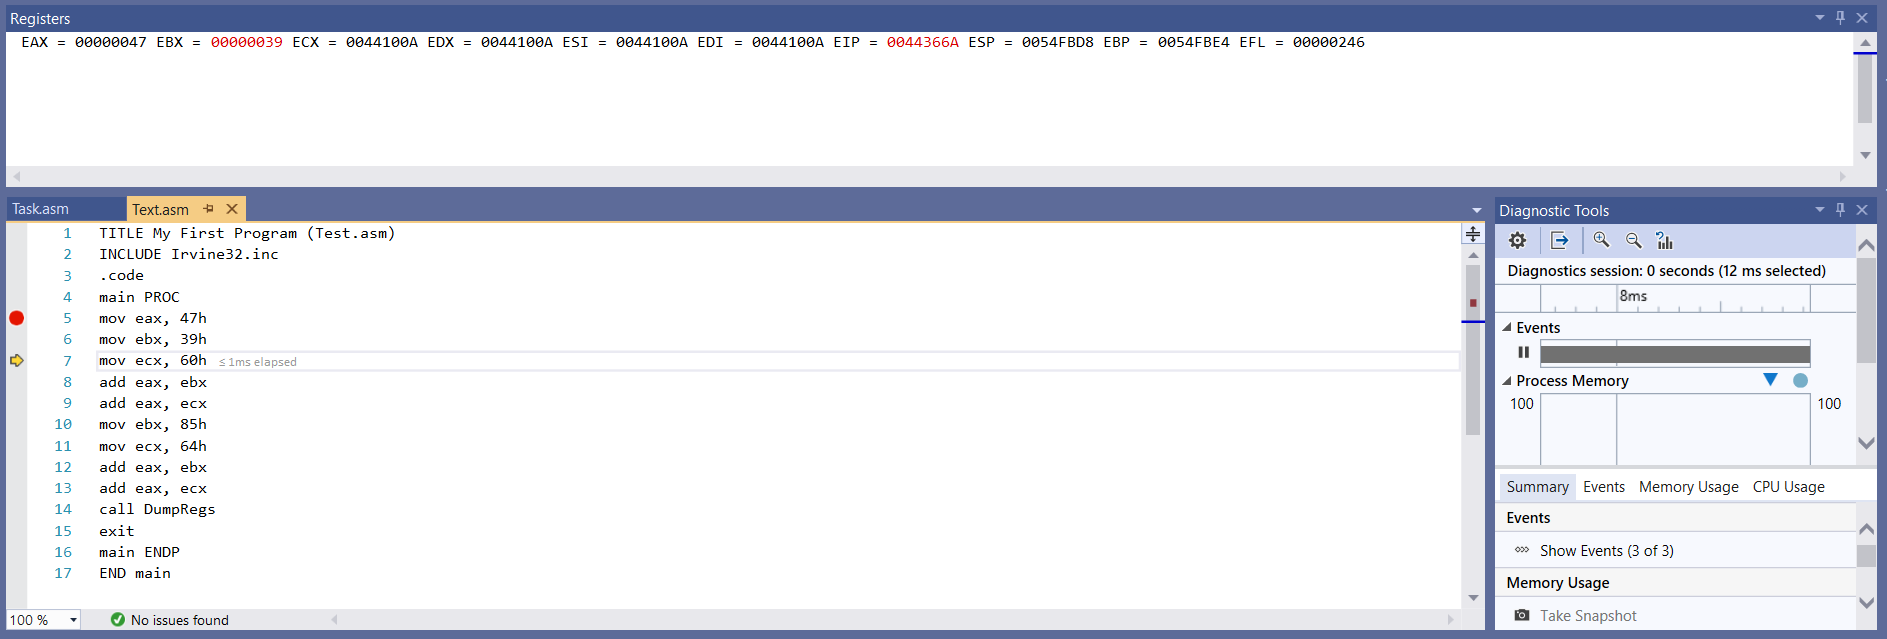 Registers
EAX = 00000047 EBX = 00000039 ECX = 0044100A EDX = 0044100A ESI = 0044100A EDI = 0044100A EIP = 0044366A ESP = 0054FBD8 EBP = 0054FBE4 EFL = 00000246
Task.asm Text.asm
1 TITLE My First Program (Test.asm)
2 INCLUDE Irvine32.inc
3 .code
4 main PROC
5 mov eax, 47h
6 mov ebx, 39h
7 mov ecx, 60h ≤ 1ms elapsed
8 add eax, ebx
9 add eax, ecx
10 mov ebx, 85h
11 mov ecx, 64h
12 add eax, ebx
13 add eax, ecx
14 call DumpRegs
15 exit
16 main ENDP
17 END main
100 % No issues found
Diagnostic Tools
Diagnostics session: 0 seconds (12 ms selected)
8ms
Events
Process Memory
100 100
Summary Events Memory Usage CPU Usage
Events
Show Events (3 of 3)
Memory Usage
Take Snapshot